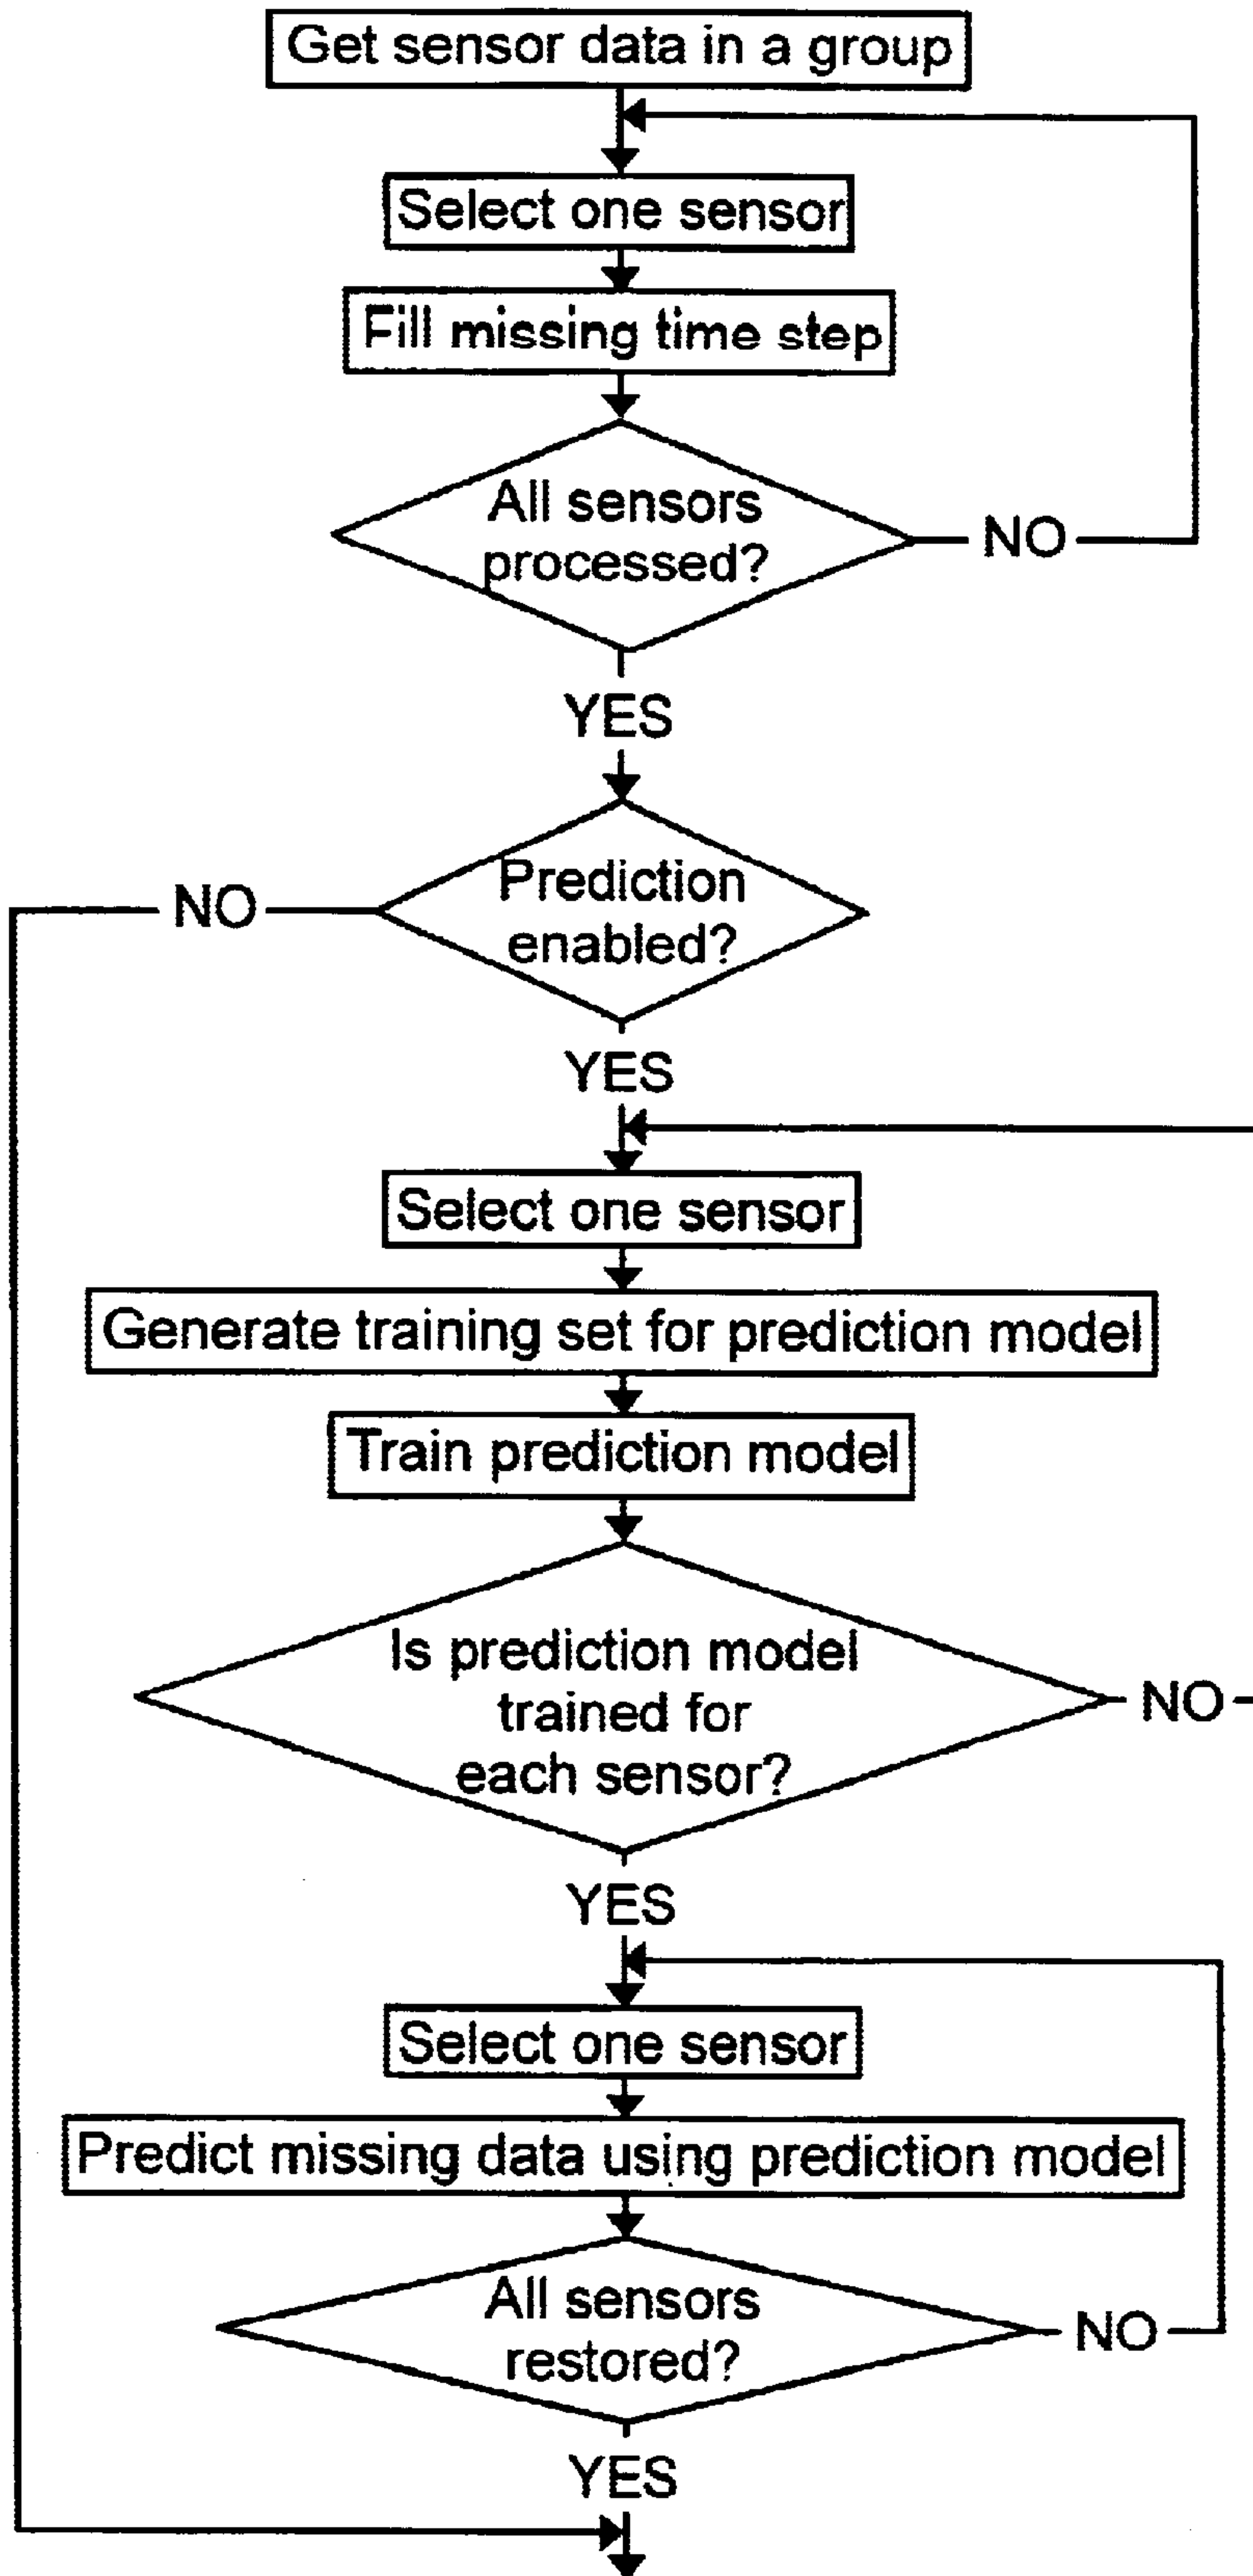 Get sensor data in a group
Select one sensor
Fill missing time step
All sensors
processed?
NO
YES
Prediction
enabled?
NO
YES
Select one sensor
Generate training set for prediction model
Train prediction model
Is prediction model
trained for
each sensor?
NO
YES
Select one sensor
Predict missing data using prediction model
All sensors
restored?
NO
YES